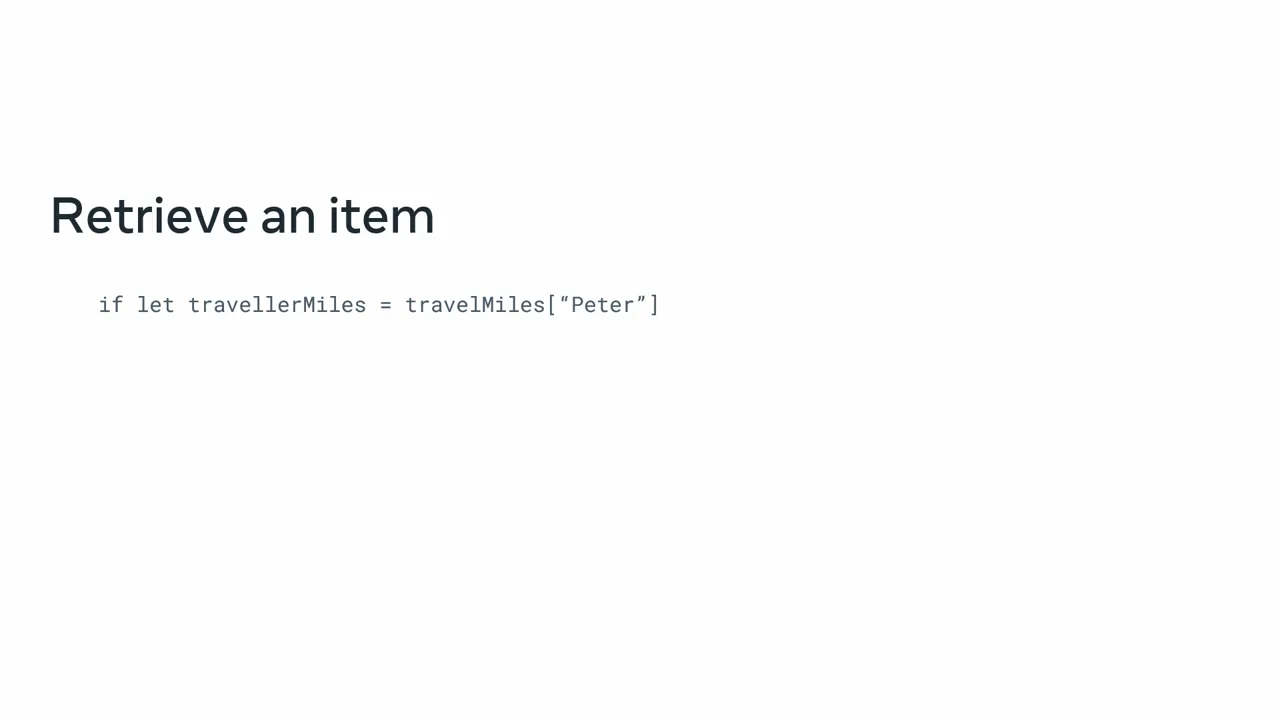 Retrieve an item
if let travellerMiles = travelMiles[“Peter”]